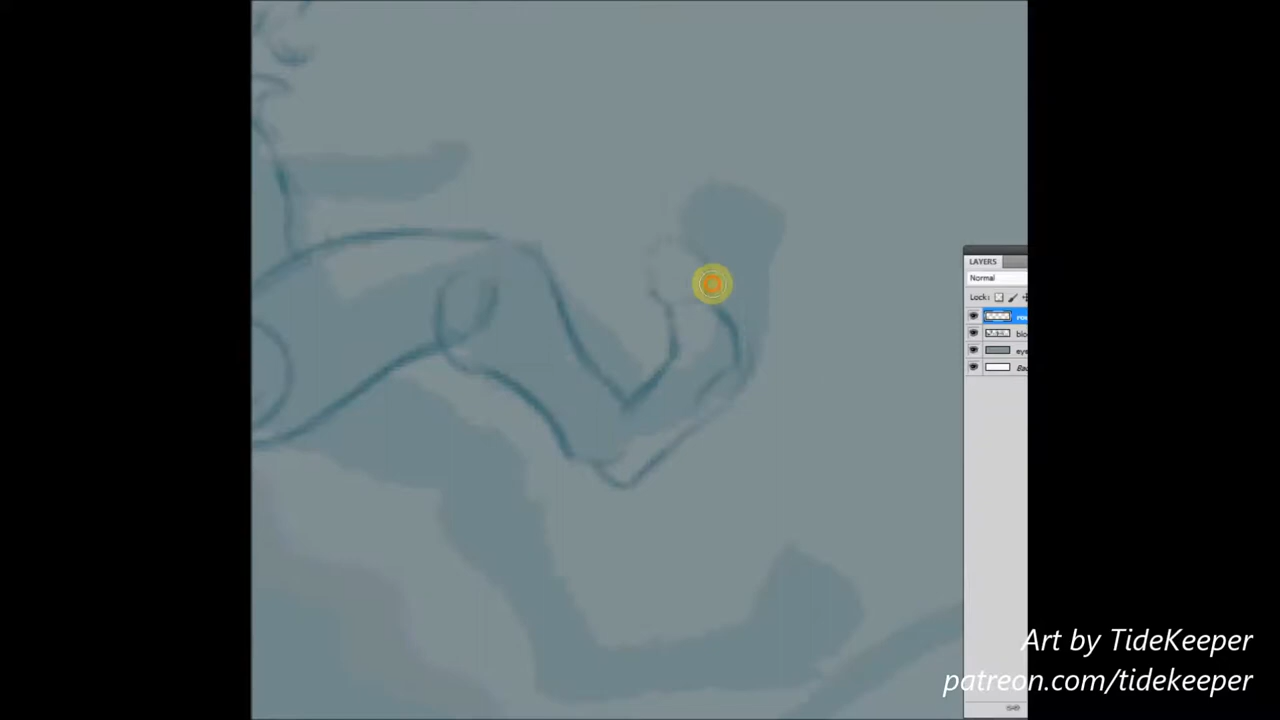 LAYERS
Normal
Lock:
Art by TideKeeper
patreon.com/tidekeeper